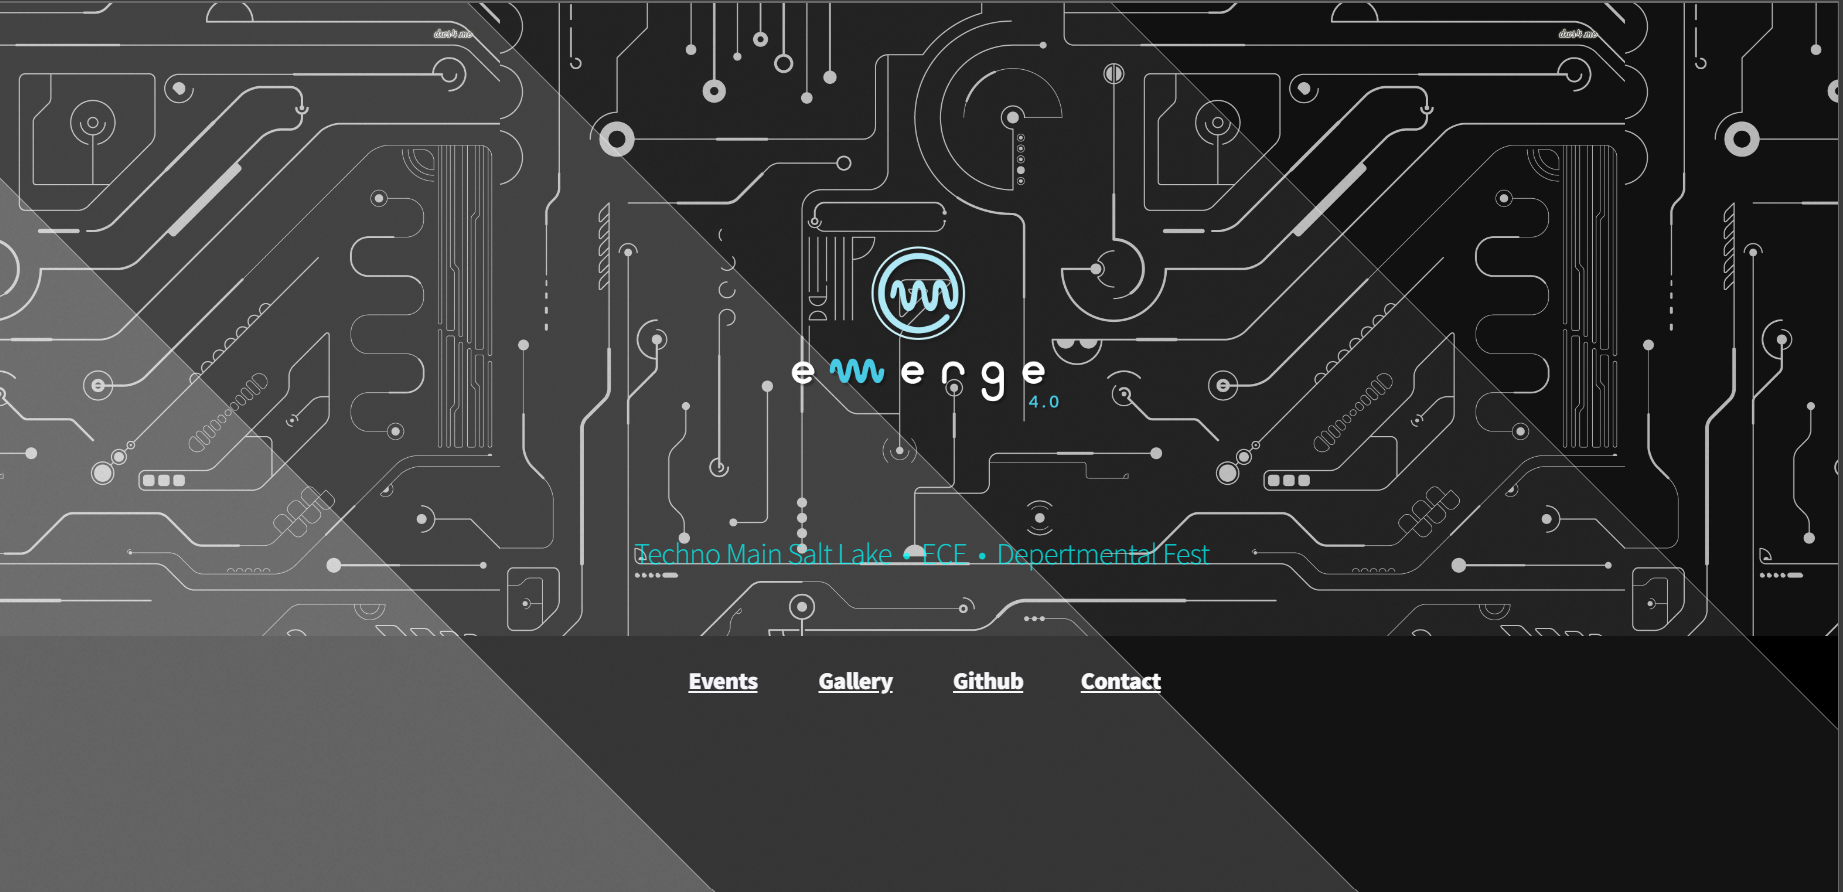 emerge
4.0
Techno Main Salt Lake • ECE • Depertmental Fest
Events Gallery Github Contact